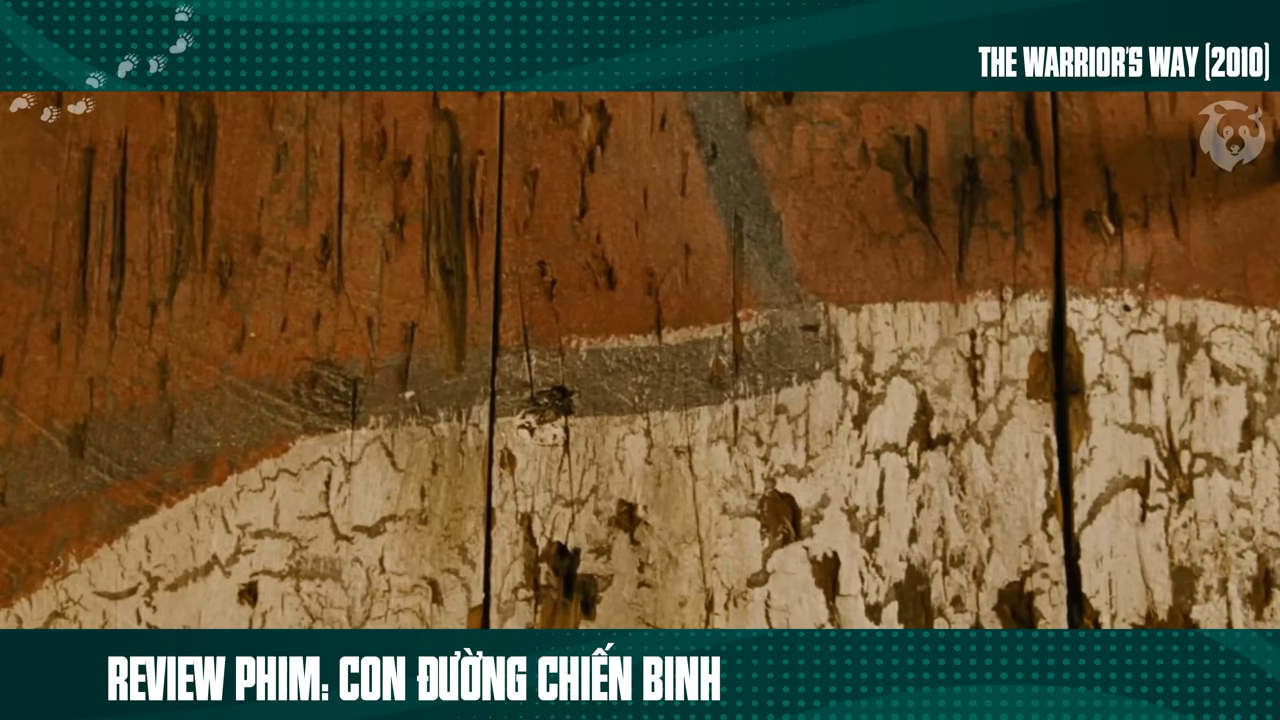 THE WARRIOR'S WAY (2010)
REVIEW PHIM: CON ĐƯỜNG CHIẾN BINH